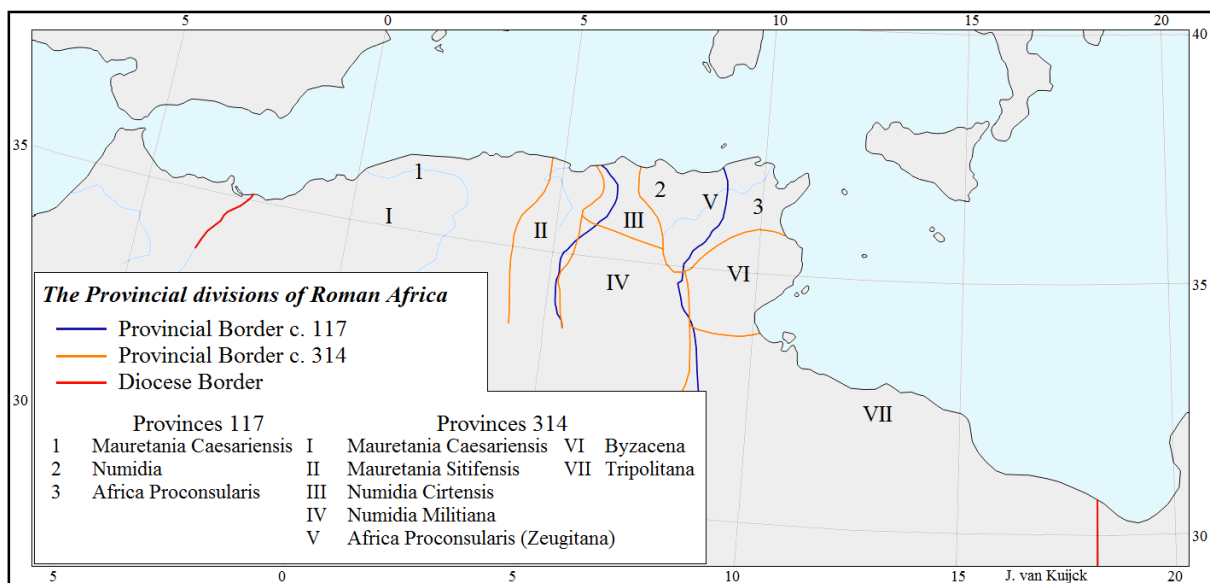 5 0 5 10 15 20
40
35
1
2
3
I
II
III
IV
V
VI
VII
35
The Provincial divisions of Roman Africa
Provincial Border c. 117
Provincial Border c. 314
Diocese Border
30
30
Provinces 117 Provinces 314
1 Mauretania Caesariensis I Mauretania Caesariensis VI Byzacena
2 Numidia II Mauretania Sitifensis VII Tripolitana
3 Africa Proconsularis III Numidia Cirtensis
IV Numidia Militiana
V Africa Proconsularis (Zeugitana)
5 0 5 10 15 J. van Kuijck 20